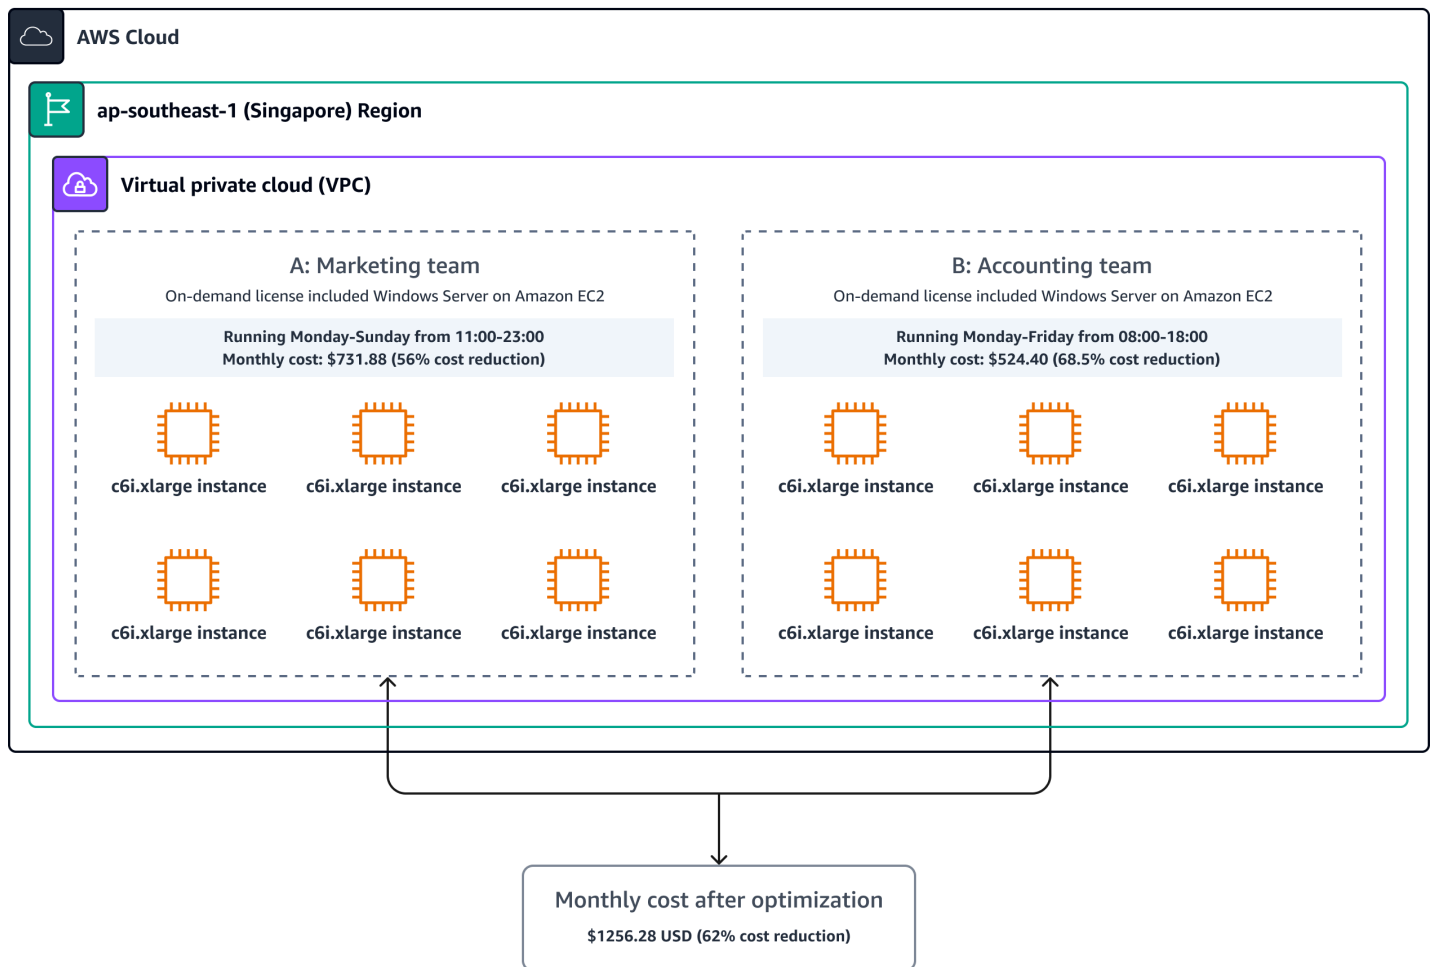 AWS Cloud
ap-southeast-1 (Singapore) Region
Virtual private cloud (VPC)
A: Marketing team
On-demand license included Windows Server on Amazon EC2
Running Monday-Sunday from 11:00-23:00
Monthly cost: $731.88 (56% cost reduction)
c6i.xlarge instance
c6i.xlarge instance
c6i.xlarge instance
c6i.xlarge instance
c6i.xlarge instance
c6i.xlarge instance
B: Accounting team
On-demand license included Windows Server on Amazon EC2
Running Monday-Friday from 08:00-18:00
Monthly cost: $524.40 (68.5% cost reduction)
c6i.xlarge instance
c6i.xlarge instance
c6i.xlarge instance
c6i.xlarge instance
c6i.xlarge instance
c6i.xlarge instance
Monthly cost after optimization
$1256.28 USD (62% cost reduction)